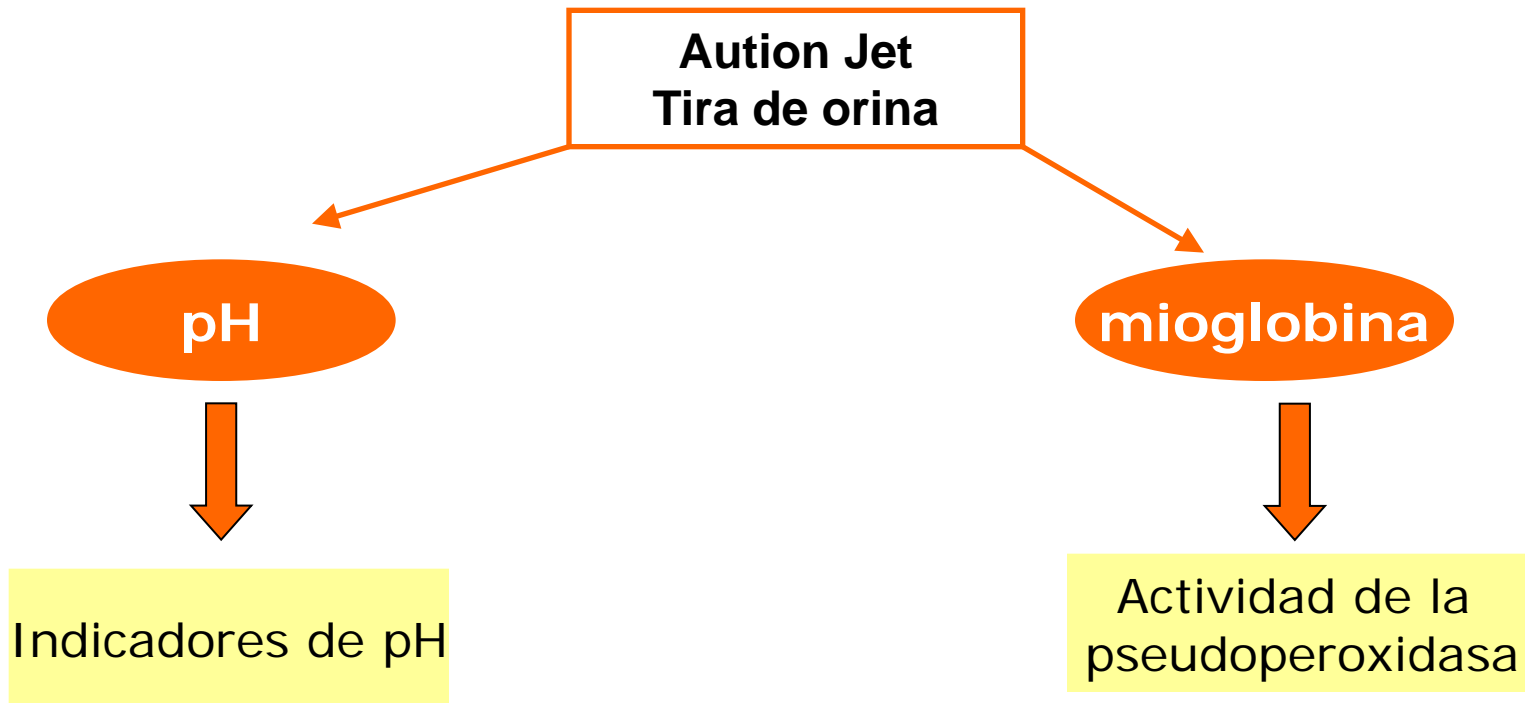 Aution Jet
Tira de orina
pH
mioglobina
Indicadores de pH
Actividad de la
pseudoperoxidasa